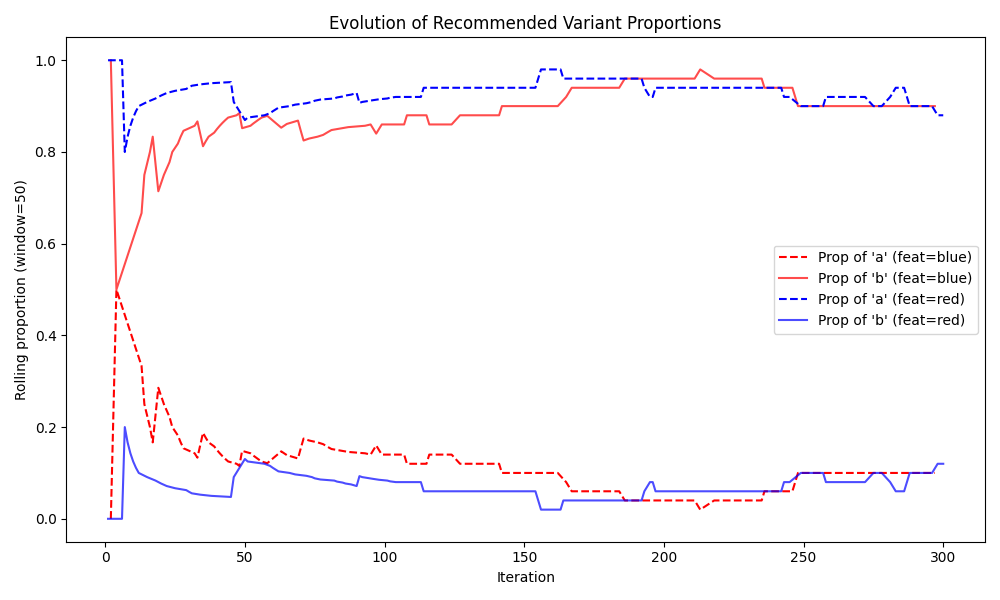 Evolution of Recommended Variant Proportions
Rolling proportion (window=50)
1.0
0.8
0.6
0.4
0.2
0.0
Prop of 'a' (feat=blue)
Prop of 'b' (feat=blue)
Prop of 'a' (feat=red)
Prop of 'b' (feat=red)
0 50 100 150 200 250 300
Iteration